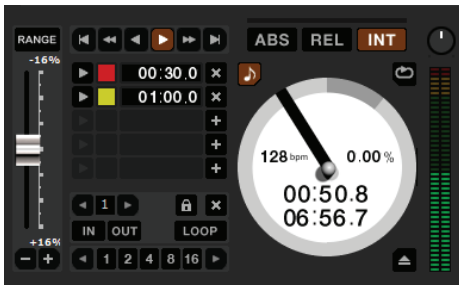 RANGE
ABS REL INT
-16%
00:30.0
01:00.0
128 bpm 0.00 %
00:50.8
06:56.7
1
IN OUT LOOP
+16%
1 2 4 8 16